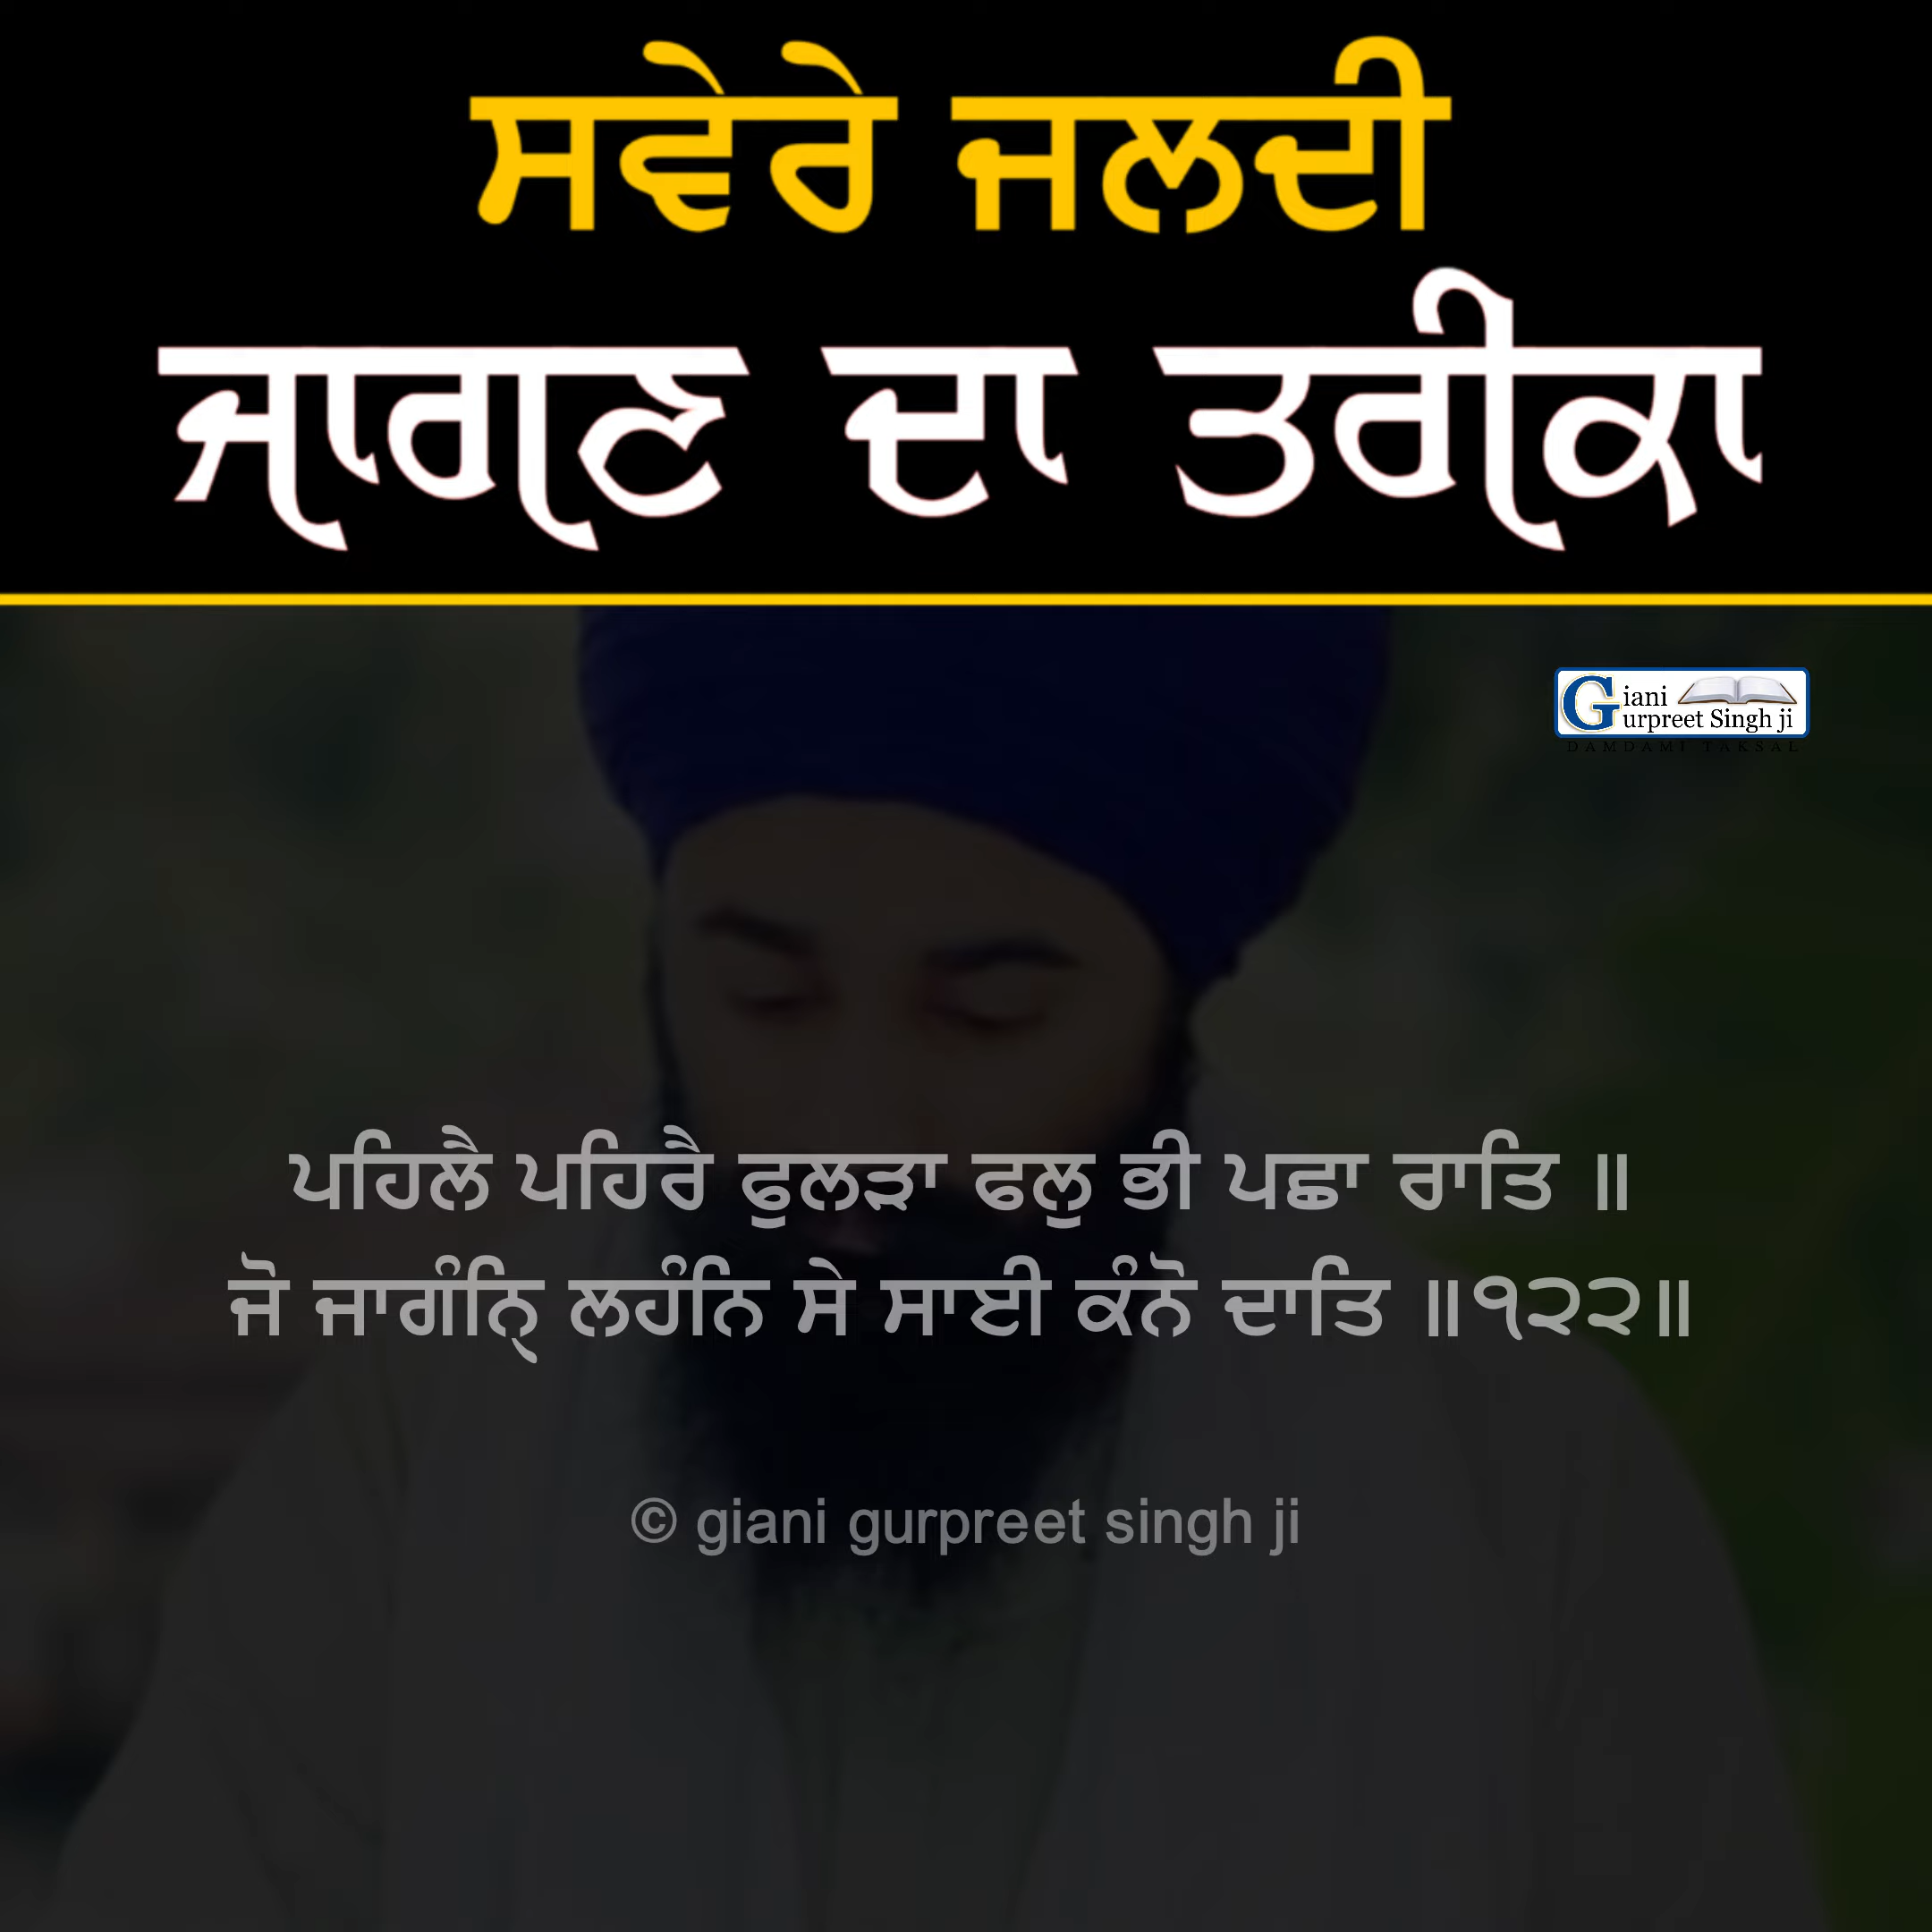 ਸਵੇਰੇ ਜਲਦੀ
ਜਾਗਣ ਦਾ ਤਰੀਕਾ
Giani
Gurpreet Singh ji
DAMDAMI TAKSAL
ਪਹਿਲੈ ਪਹਿਰੈ ਫੁਲੜਾ ਫਲੁ ਭੀ ਪਛਾ ਰਾਤਿ ॥
ਜੋ ਜਾਗੰਨੑਿ ਲਹੰਨਿ ਸੇ ਸਾਈ ਕੰਨੋ ਦਾਤਿ ॥੧੨੨॥
© giani gurpreet singh ji